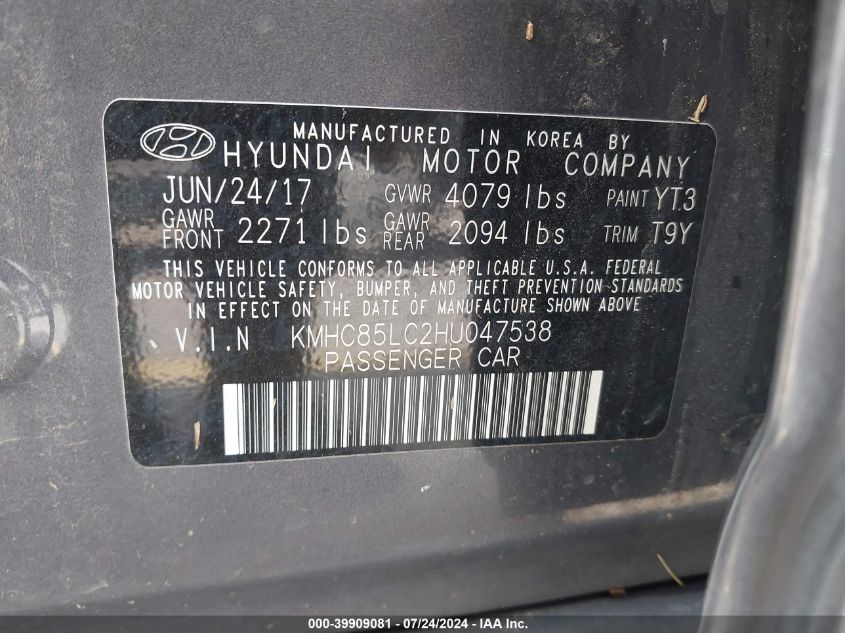 MANUFACTURED IN KOREA BY
HYUNDAI MOTOR COMPANY
JUN/24/17 GVWR 4079 lbs PAINT YT3
GAWR FRONT 2271 lbs GAWR REAR 2094 lbs TRIM T9Y
THIS VEHICLE CONFORMS TO ALL APPLICABLE U.S.A. FEDERAL
MOTOR VEHICLE SAFETY, BUMPER, AND THEFT PREVENTION STANDARDS
IN EFFECT ON THE DATE OF MANUFACTURE SHOWN ABOVE
V.I.N KMHC85LC2HU047538
PASSENGER CAR
000-39909081 - 07/24/2024 - IAA Inc.